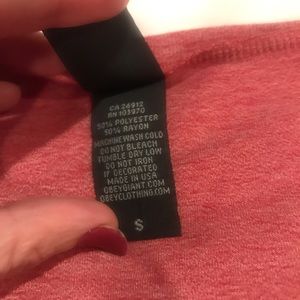 CA 26912
RN 103970
50% POLYESTER
50% RAYON
MACHINE WASH COLD
DO NOT BLEACH
TUMBLE DRY LOW
DO NOT IRON
IF DECORATED
MADE IN USA
OBEYGIANT.COM
OBEYCLOTHING.COM
S